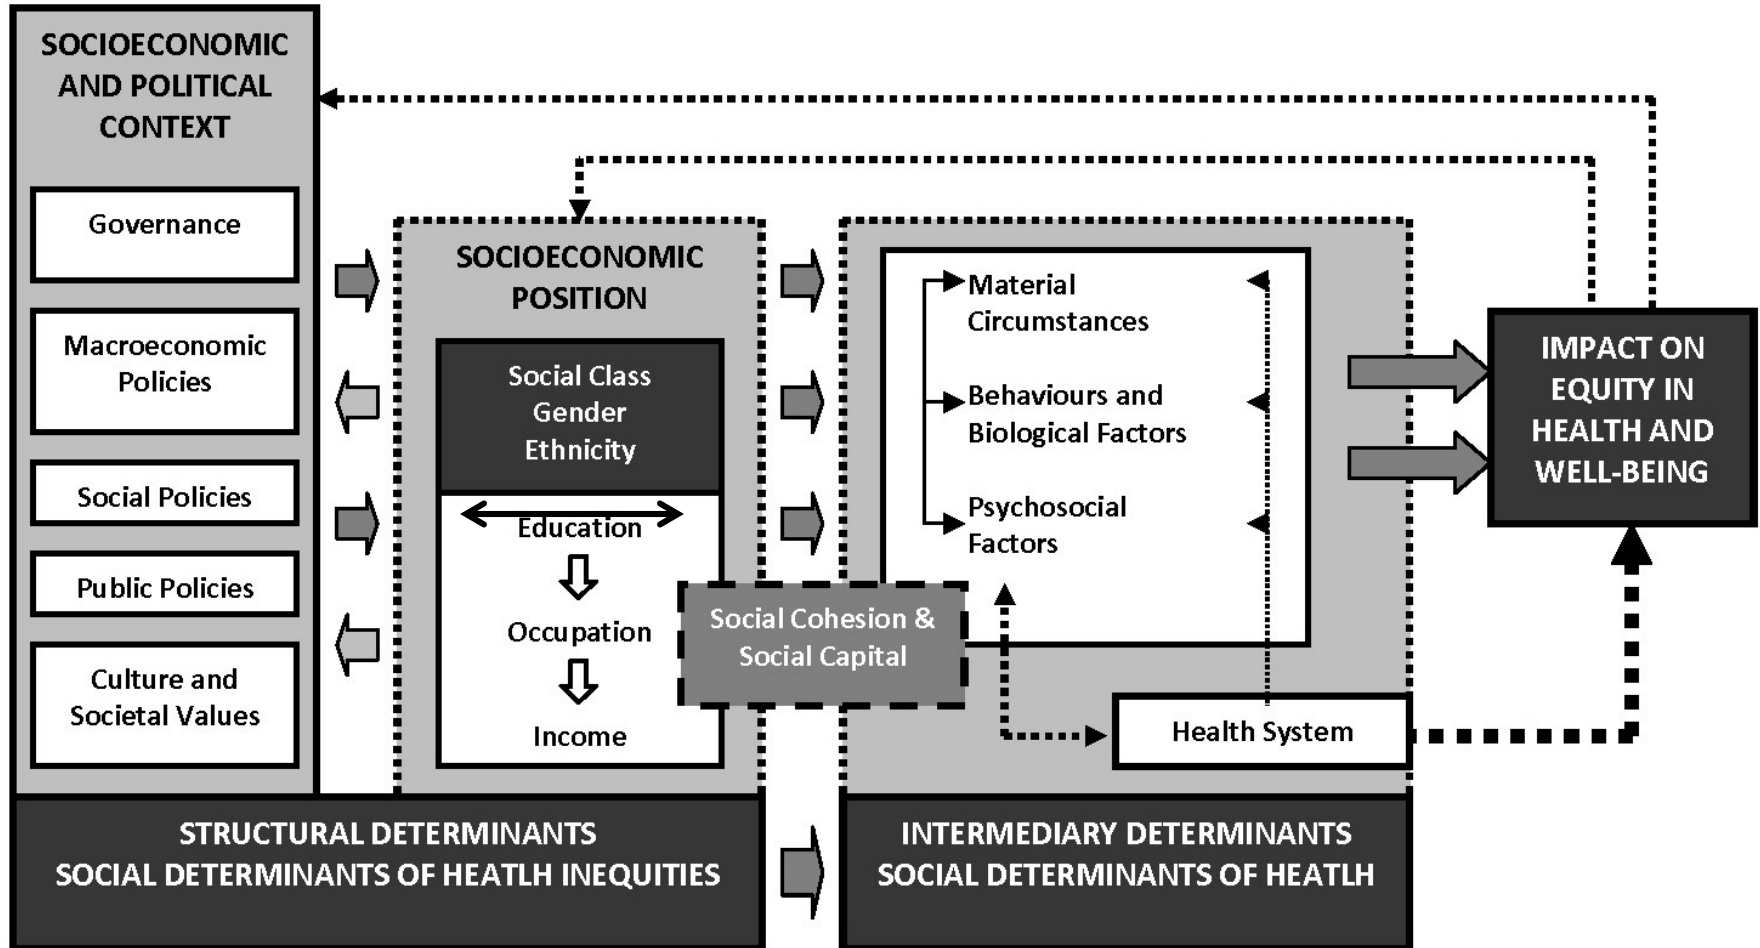 SOCIOECONOMIC
AND POLITICAL
CONTEXT
Governance
Macroeconomic
Policies
Social Policies
Public Policies
Culture and
Societal Values
SOCIOECONOMIC
POSITION
Social Class
Gender
Ethnicity
Education
Occupation
Income
Social Cohesion &
Social Capital
Material
Circumstances
Behaviours and
Biological Factors
Psychosocial
Factors
Health System
IMPACT ON
EQUITY IN
HEALTH AND
WELL-BEING
STRUCTURAL DETERMINANTS
SOCIAL DETERMINANTS OF HEATLH INEQUITIES
INTERMEDIARY DETERMINANTS
SOCIAL DETERMINANTS OF HEATLH